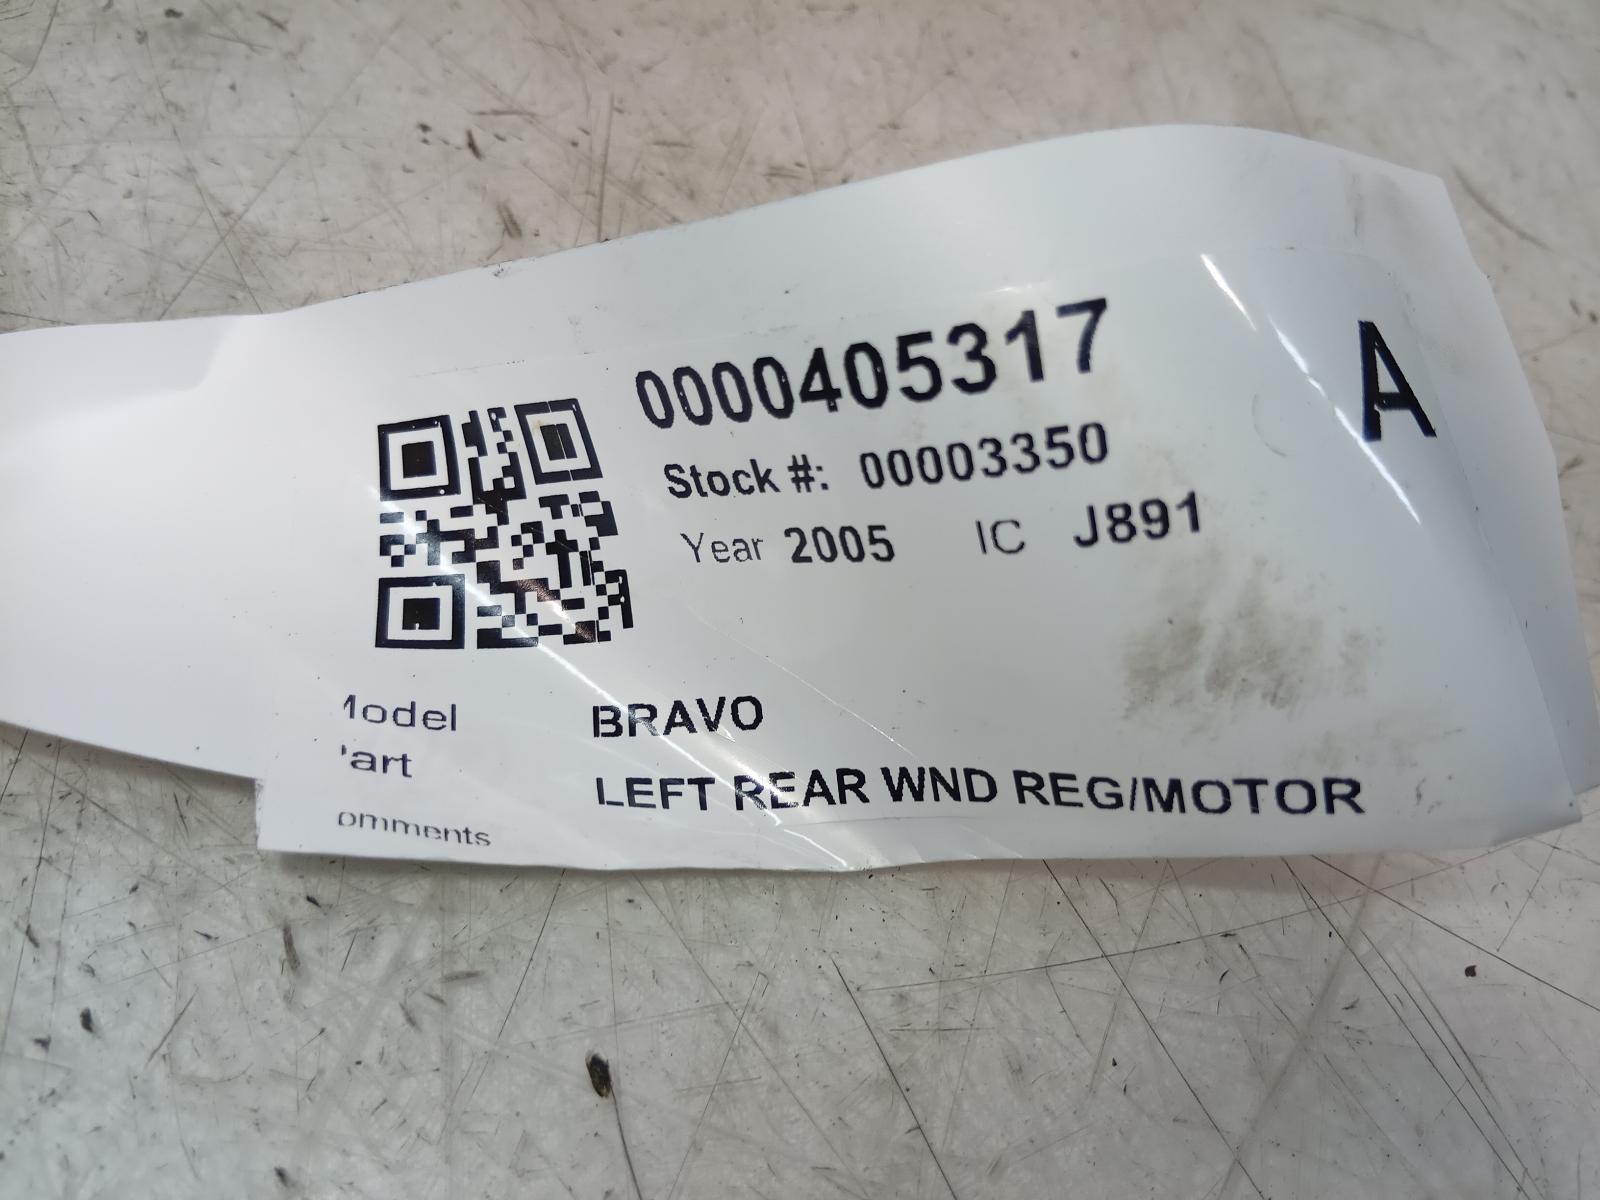 0000405317
A
Stock #: 00003350
Year 2005 IC J891
Model BRAVO
Part LEFT REAR WND REG/MOTOR
omments